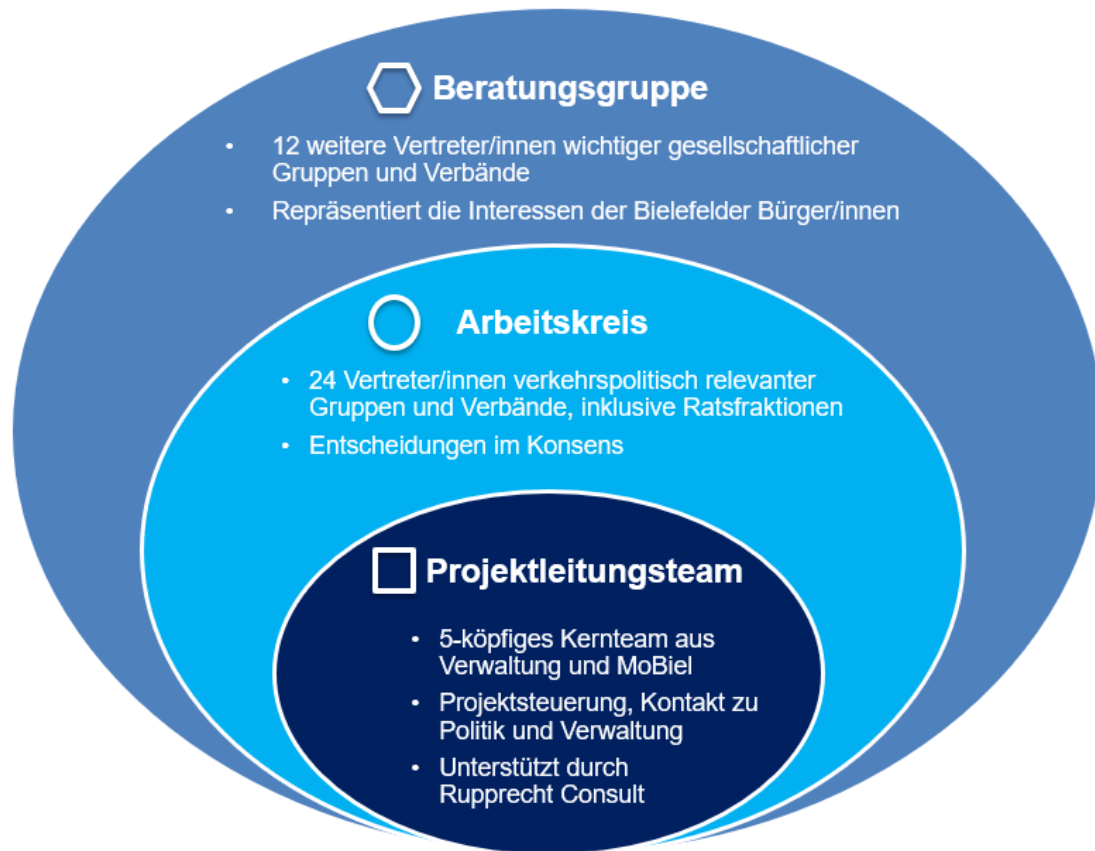 Beratungsgruppe
• 12 weitere Vertreter/innen wichtiger gesellschaftlicher
Gruppen und Verbände
• Repräsentiert die Interessen der Bielefelder Bürger/innen
Arbeitskreis
• 24 Vertreter/innen verkehrspolitisch relevanter
Gruppen und Verbände, inklusive Ratsfraktionen
• Entscheidungen im Konsens
Projektleitungsteam
• 5-köpfiges Kernteam aus
Verwaltung und MoBiel
• Projektsteuerung, Kontakt zu
Politik und Verwaltung
• Unterstützt durch
Rupprecht Consult